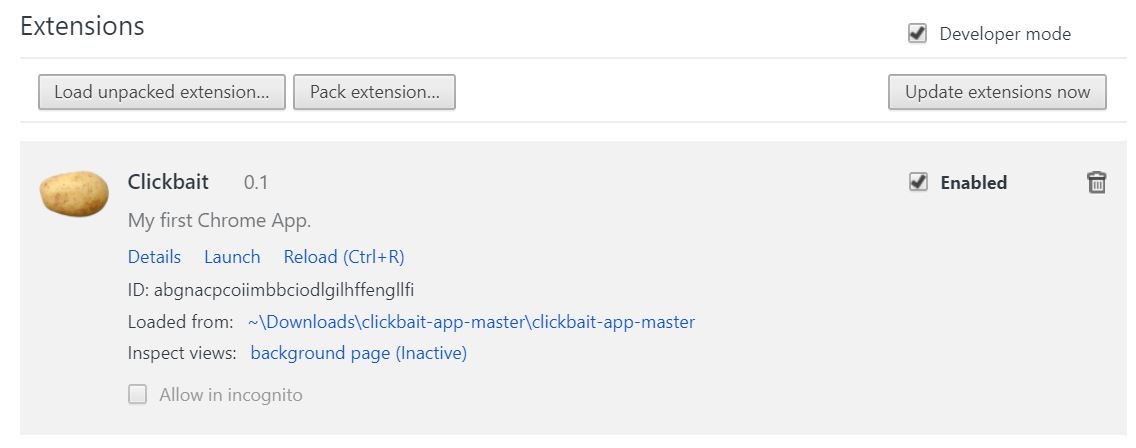 Extensions
Developer mode
Load unpacked extension...
Pack extension...
Update extensions now
Clickbait 0.1
Enabled
My first Chrome App.
Details Launch Reload (Ctrl+R)
ID: abgnacpcoiimbbciodlgilhffengllfi
Loaded from: ~\Downloads\clickbait-app-master\clickbait-app-master
Inspect views: background page (Inactive)
Allow in incognito